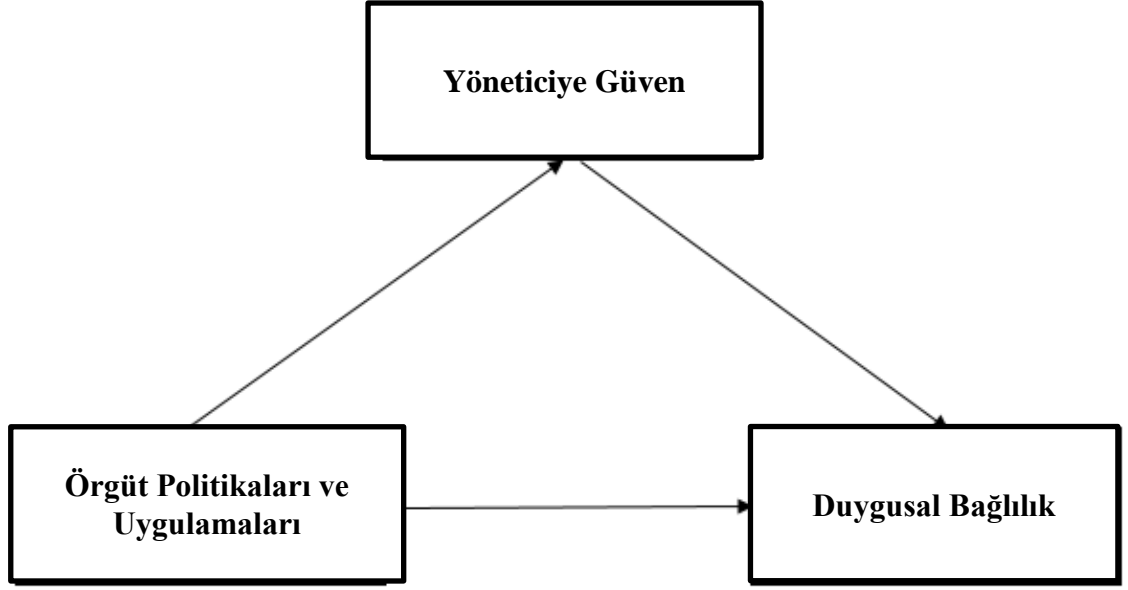 Yöneticiye Güven
Örgüt Politikaları ve
Uygulamaları
Duygusal Bağlılık